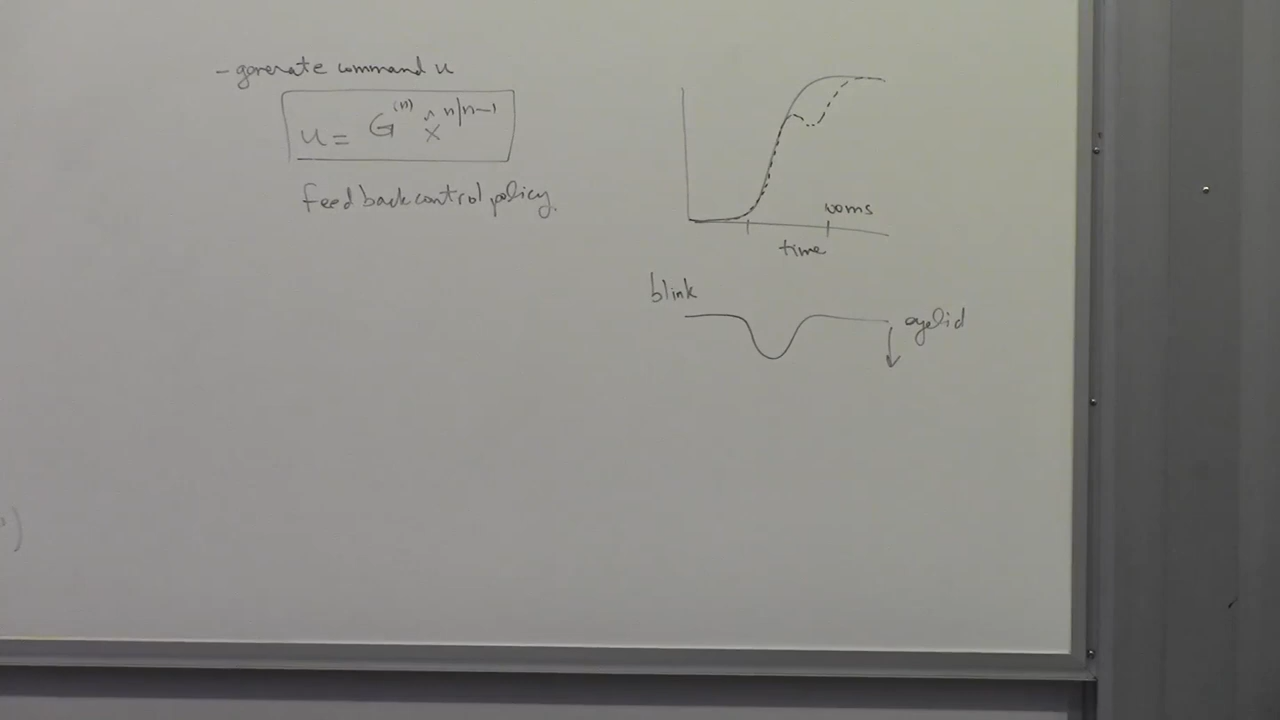 - generate command u
u = G⁽ⁿ⁾ x̂ⁿ|ⁿ⁻¹
feedback control policy.
100ms
time
blink
eyelid
)